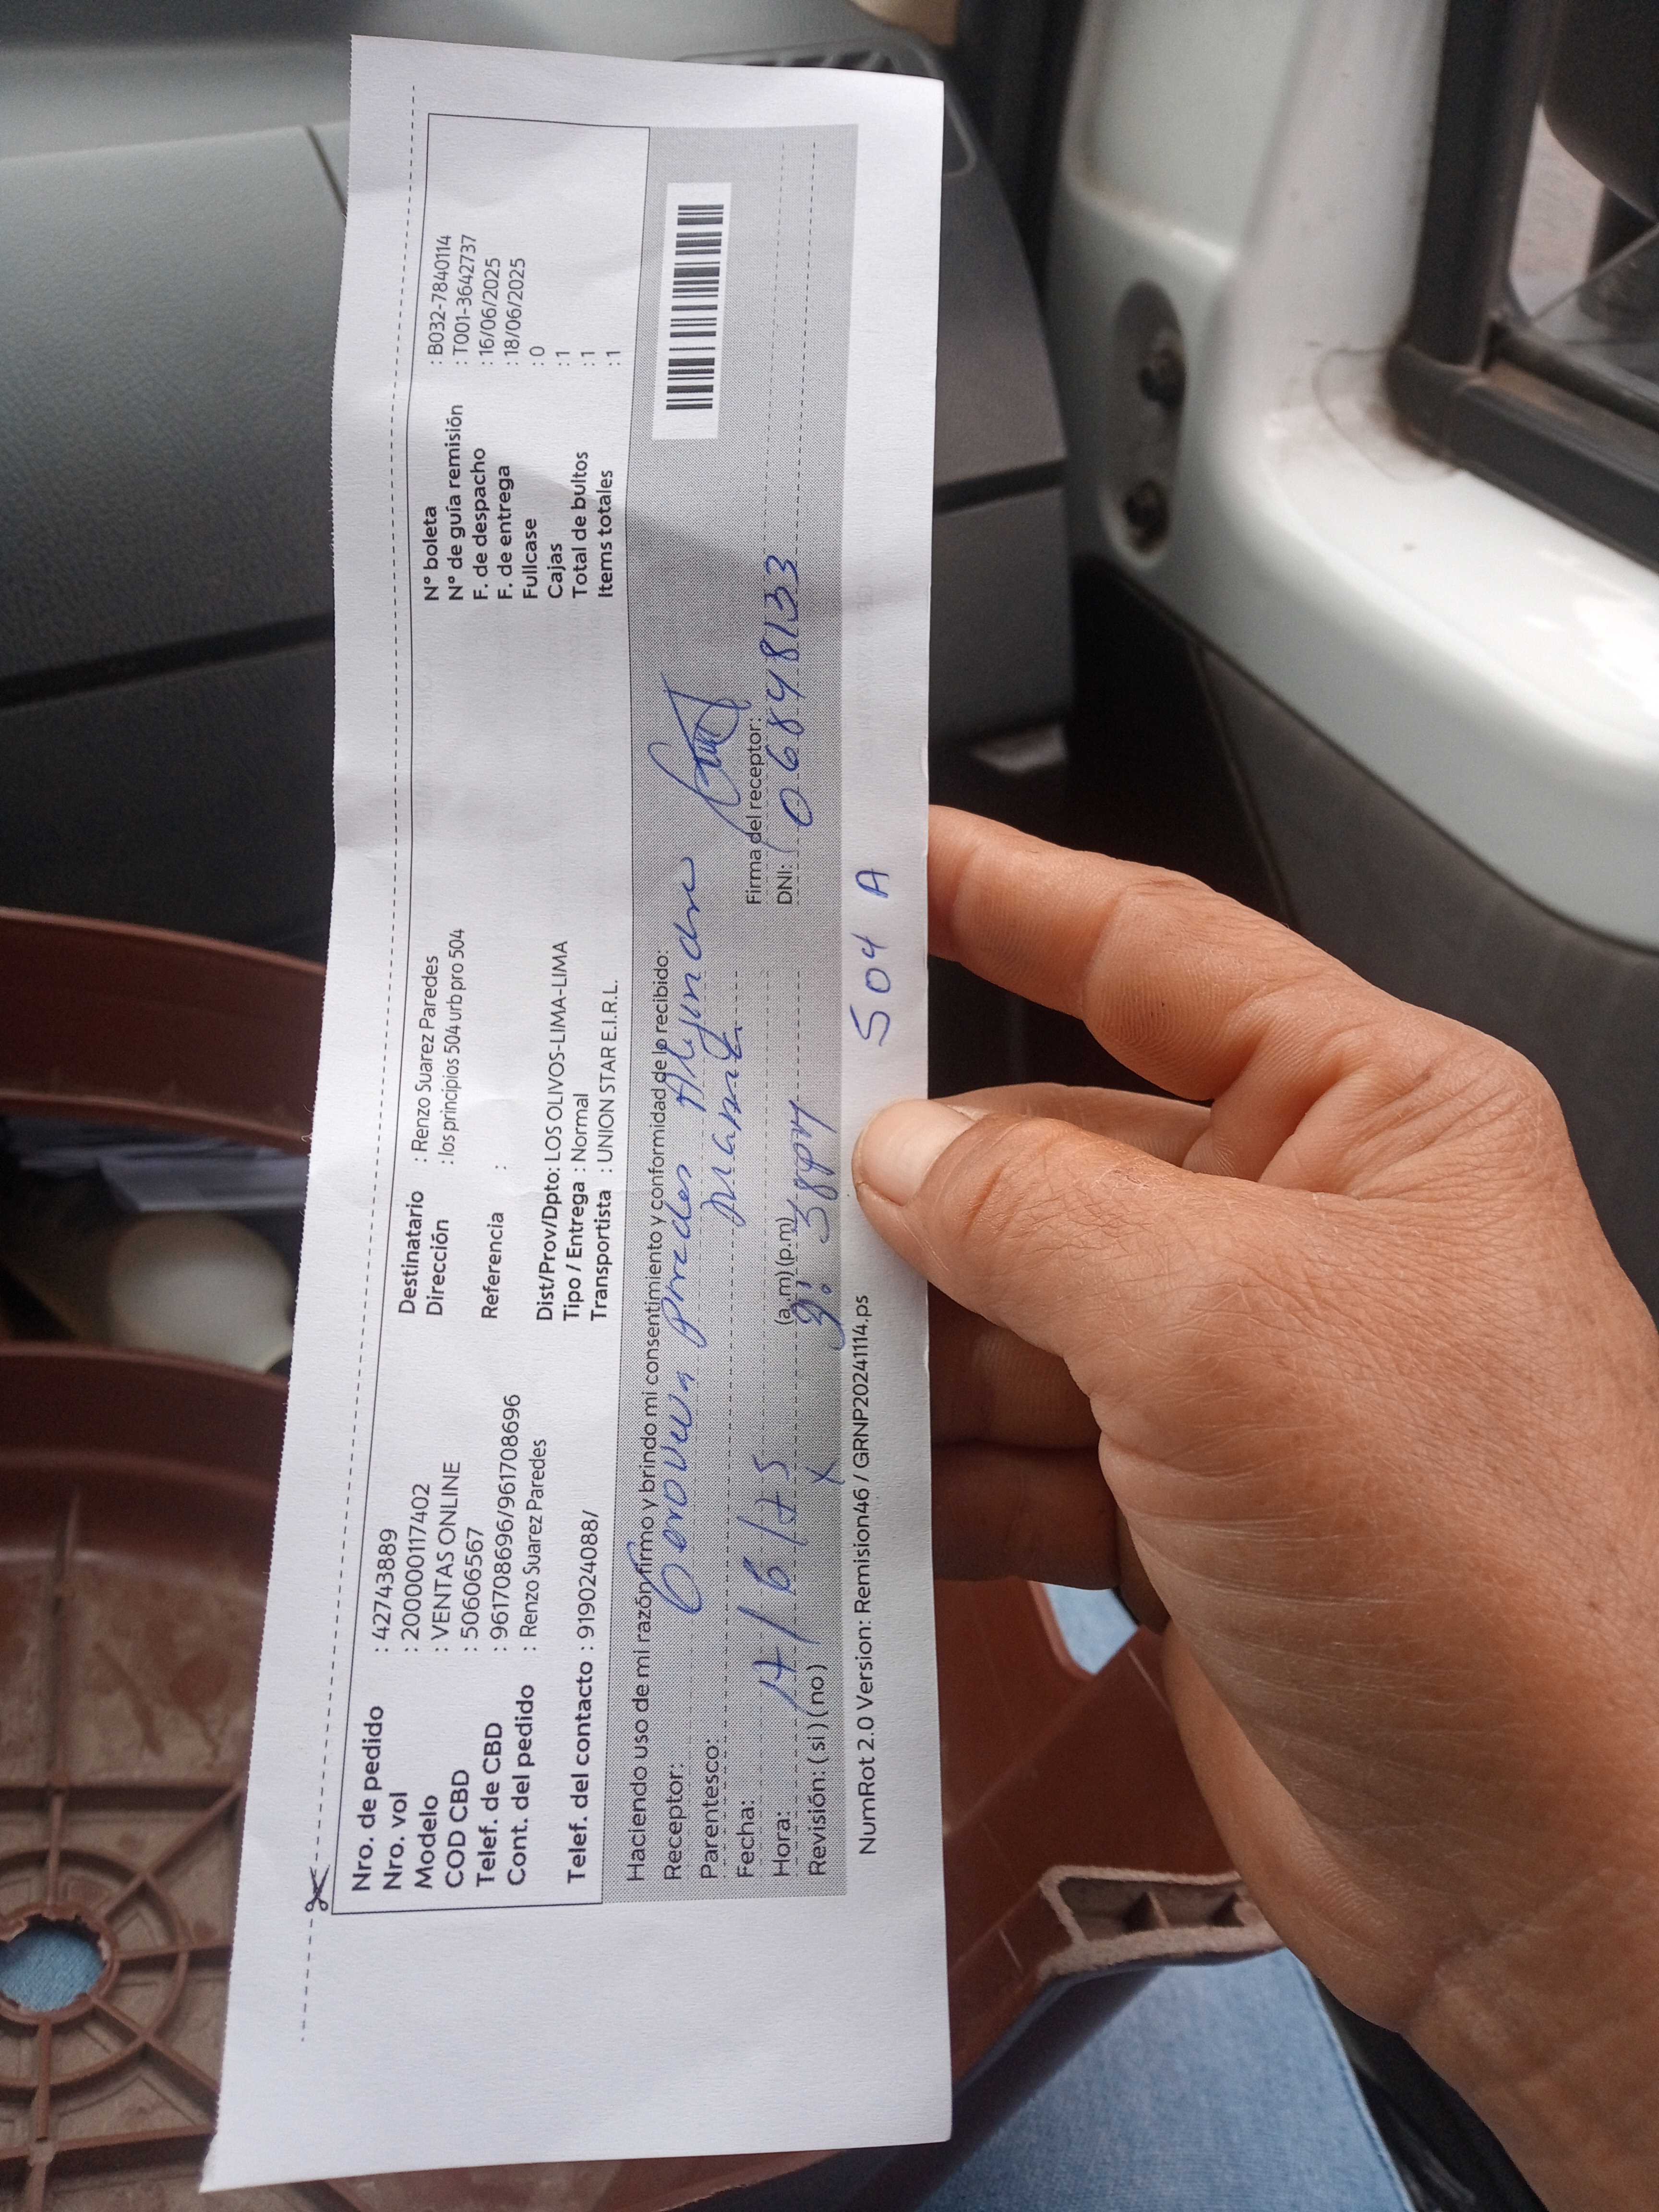 Nro. de pedido : 42743889
Nro. vol : 2000000117402
Modelo : VENTAS ONLINE
COD CBD : 50606567
Telef. de CBD : 961708696/961708696
Cont. del pedido : Renzo Suarez Paredes
Telef. del contacto : 919024088/
Destinatario : Renzo Suarez Paredes
Dirección : los principios 504 urb pro 504
Referencia :
Dist/Prov/Dpto: LOS OLIVOS-LIMA-LIMA
Tipo / Entrega : Normal
Transportista : UNION STAR E.I.R.L.
N° boleta : B032-7840114
N° de guía remisión : T001-3642737
F. de despacho : 16/06/2025
F. de entrega : 18/06/2025
Fullcase : 0
Cajas : 1
Total de bultos : 1
Items totales : 1
Haciendo uso de mi razón firmo y brindo mi consentimiento y conformidad de lo recibido:
Receptor: Paredes Alejandro
Parentesco: mamá
Fecha: 17/6/25
Hora: (a.m) (p.m) 3:38pm
Revisión: ( si ) ( no ) x
Firma del receptor:
DNI: 06848133
NumRot 2.0 Version: Remision46 / GRNP20241114.ps
504 A